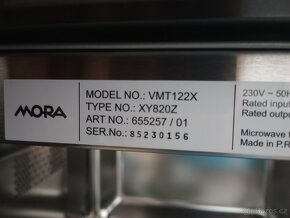 MORA
MODEL NO.: VMT122X
TYPE NO.: XY820Z
ART NO.: 655257 / 01
SER.No.: 85230156
230V ~ 50H
Rated input
Rated outpu
Microwave f
Made in P.R